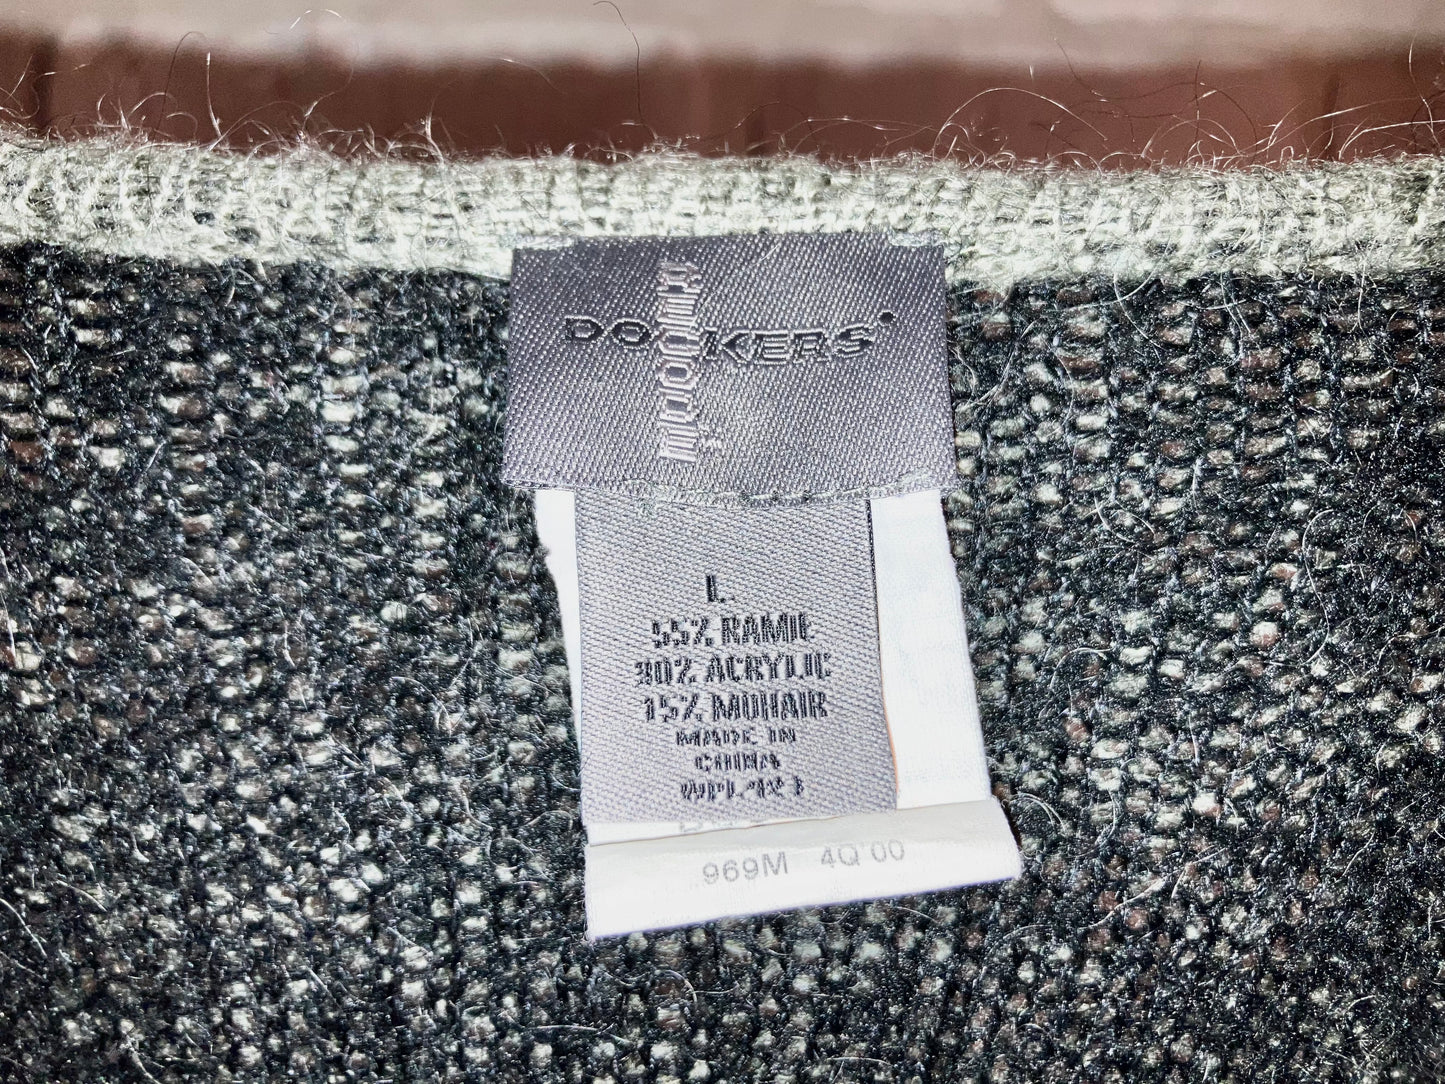 DOCKERS
L
55% RAMIE
30% ACRYLIC
15% MOHAIR
MADE IN
CHINA
969M 4Q 00